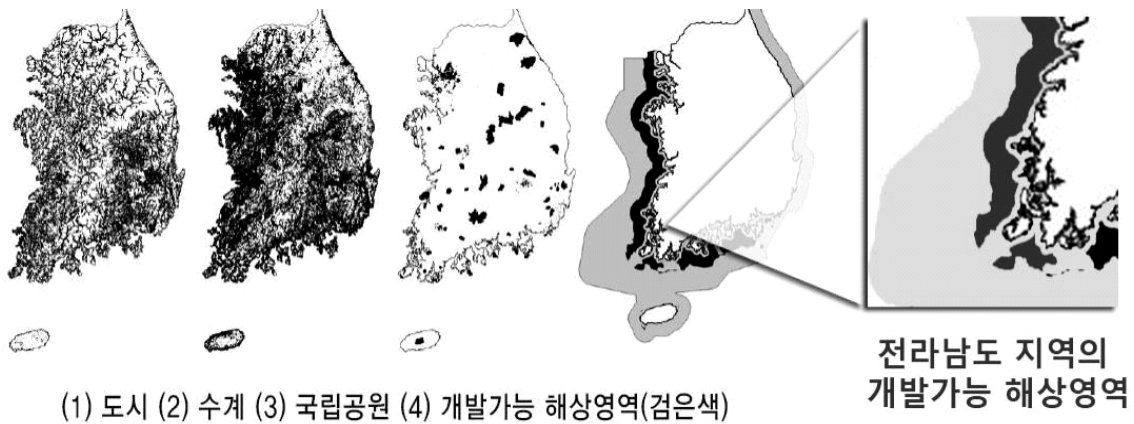 (1) 도시 (2) 수계 (3) 국립공원 (4) 개발가능 해상영역(검은색)
전라남도 지역의
개발가능 해상영역